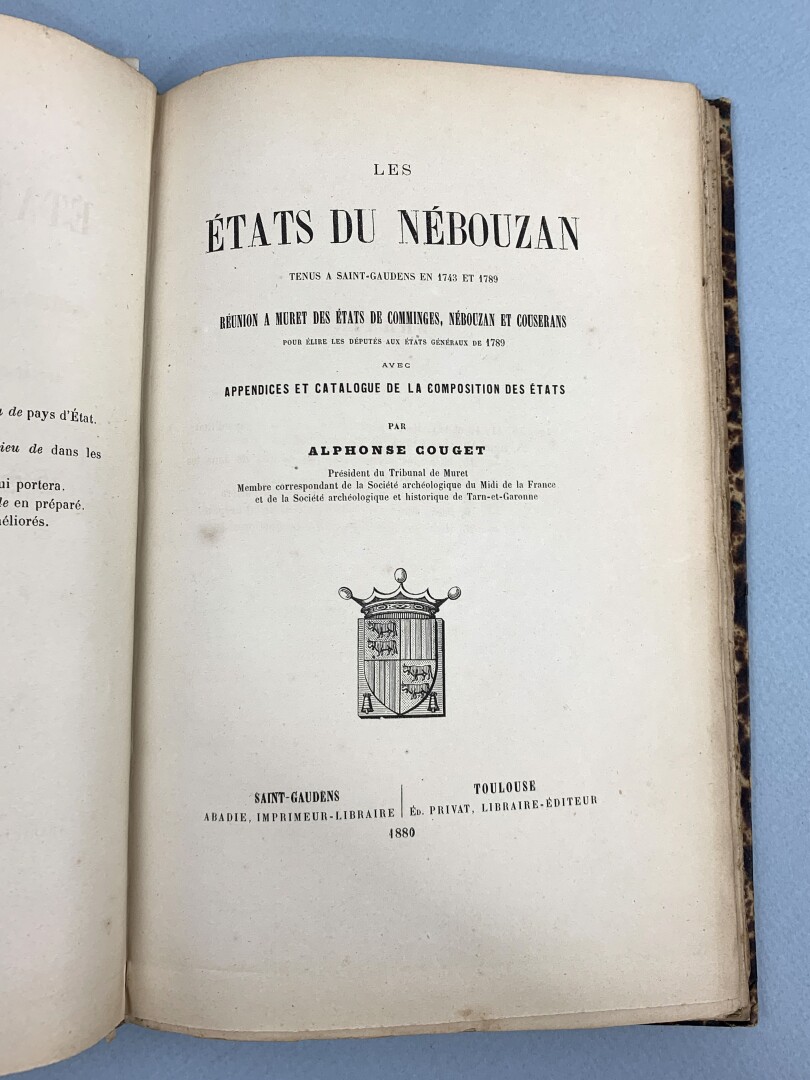 de pays d'État.
ieu de dans les
ui portera.
en préparé.
LES
ÉTATS DU NÉBOUZAN
TENUS A SAINT-GAUDENS EN 1743 ET 1789
RÉUNION A MURET DES ÉTATS DE COMMINGES, NÉBOUZAN ET COUSERANS
POUR ÉLIRE LES DÉPUTÉS AUX ÉTATS GÉNÉRAUX DE 1789
AVEC
APPENDICES ET CATALOGUE DE LA COMPOSITION DES ÉTATS
PAR
ALPHONSE COUGET
Président du Tribunal de Muret
Membre correspondant de la Société archéologique du Midi de la France
et de la Société archéologique et historique de Tarn-et-Garonne
SAINT-GAUDENS
ABADIE, IMPRIMEUR-LIBRAIRE
TOULOUSE
ÉD. PRIVAT, LIBRAIRE-ÉDITEUR
1880